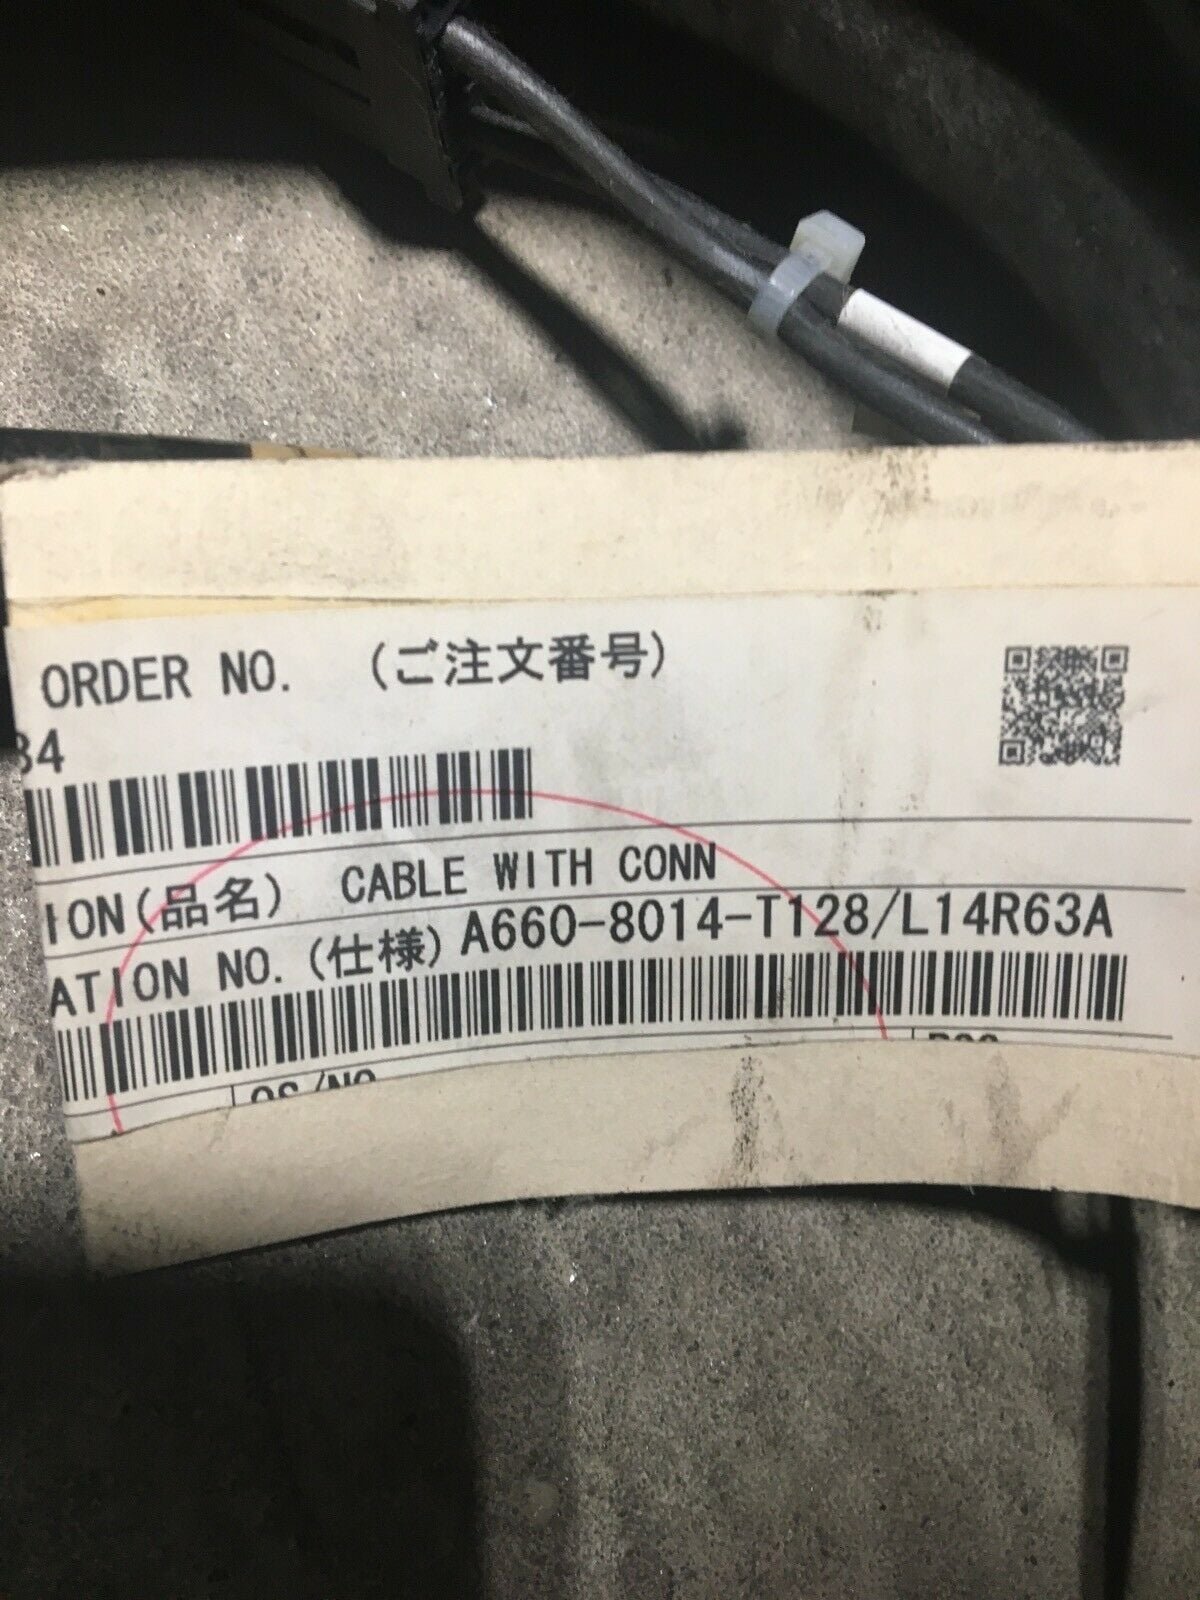 ORDER NO. (ご注文番号)
34
ION(品名) CABLE WITH CONN
ATION NO.(仕様) A660-8014-T128/L14R63A